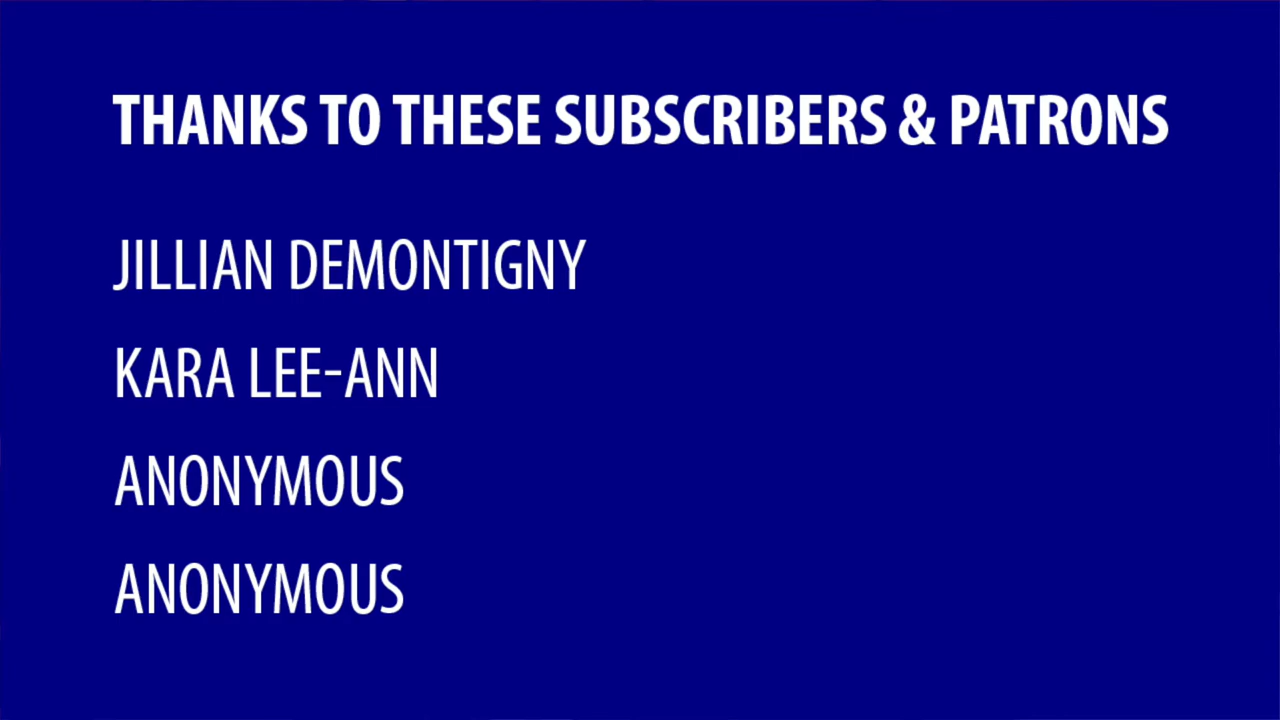 THANKS TO THESE SUBSCRIBERS & PATRONS
JILLIAN DEMONTIGNY
KARA LEE-ANN
ANONYMOUS
ANONYMOUS